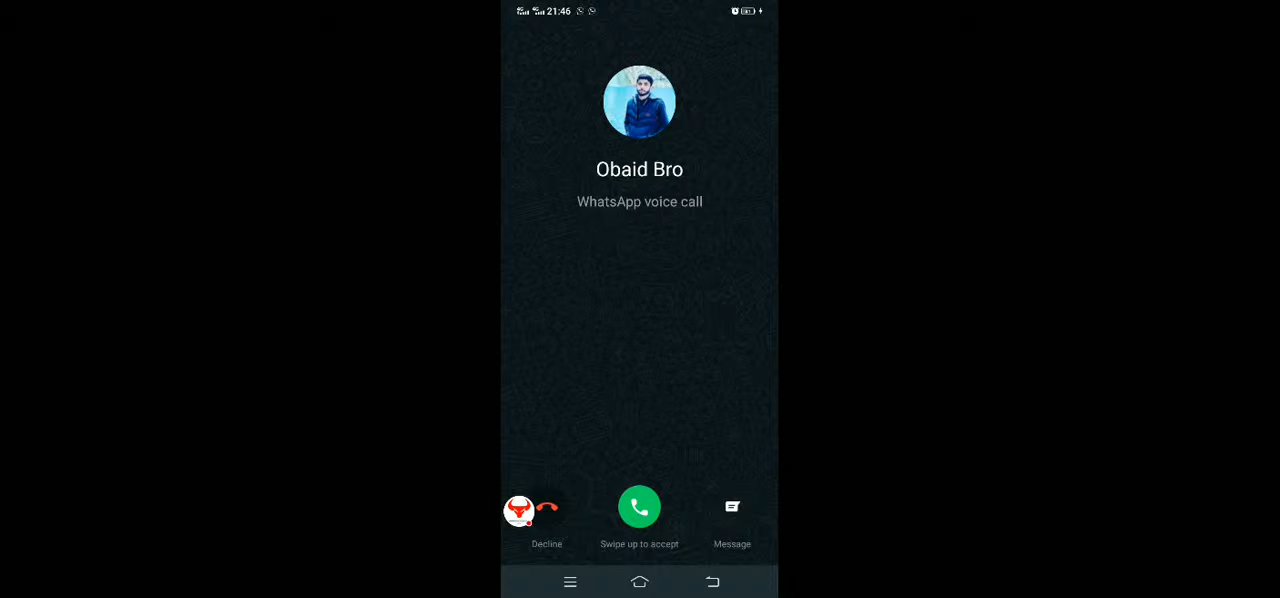 21:46
Obaid Bro
WhatsApp voice call
Decline
Swipe up to accept
Message